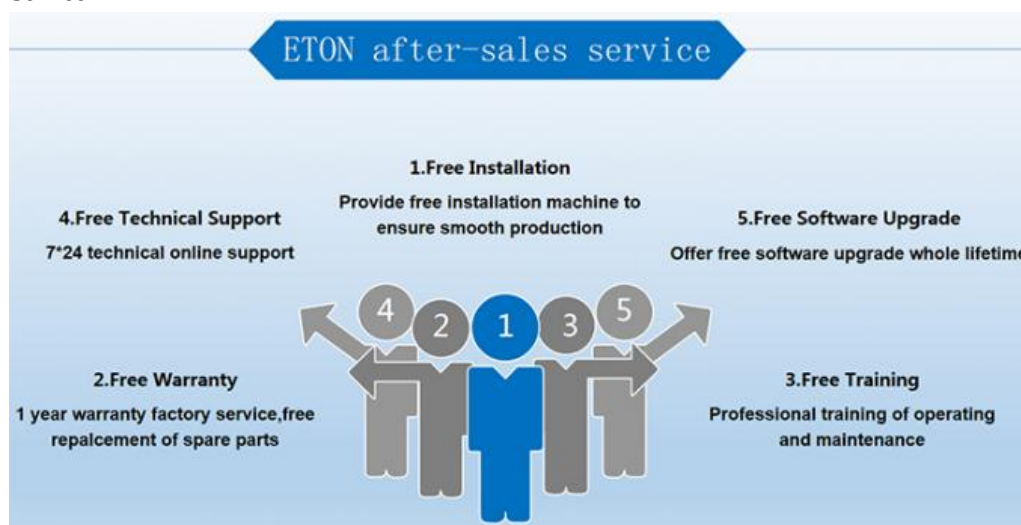 ETON after-sales service
1.Free Installation
Provide free installation machine to
ensure smooth production
4.Free Technical Support
7*24 technical online support
5.Free Software Upgrade
Offer free software upgrade whole lifetime
4
2
1
3
5
2.Free Warranty
1 year warranty factory service,free
repalcement of spare parts
3.Free Training
Professional training of operating
and maintenance